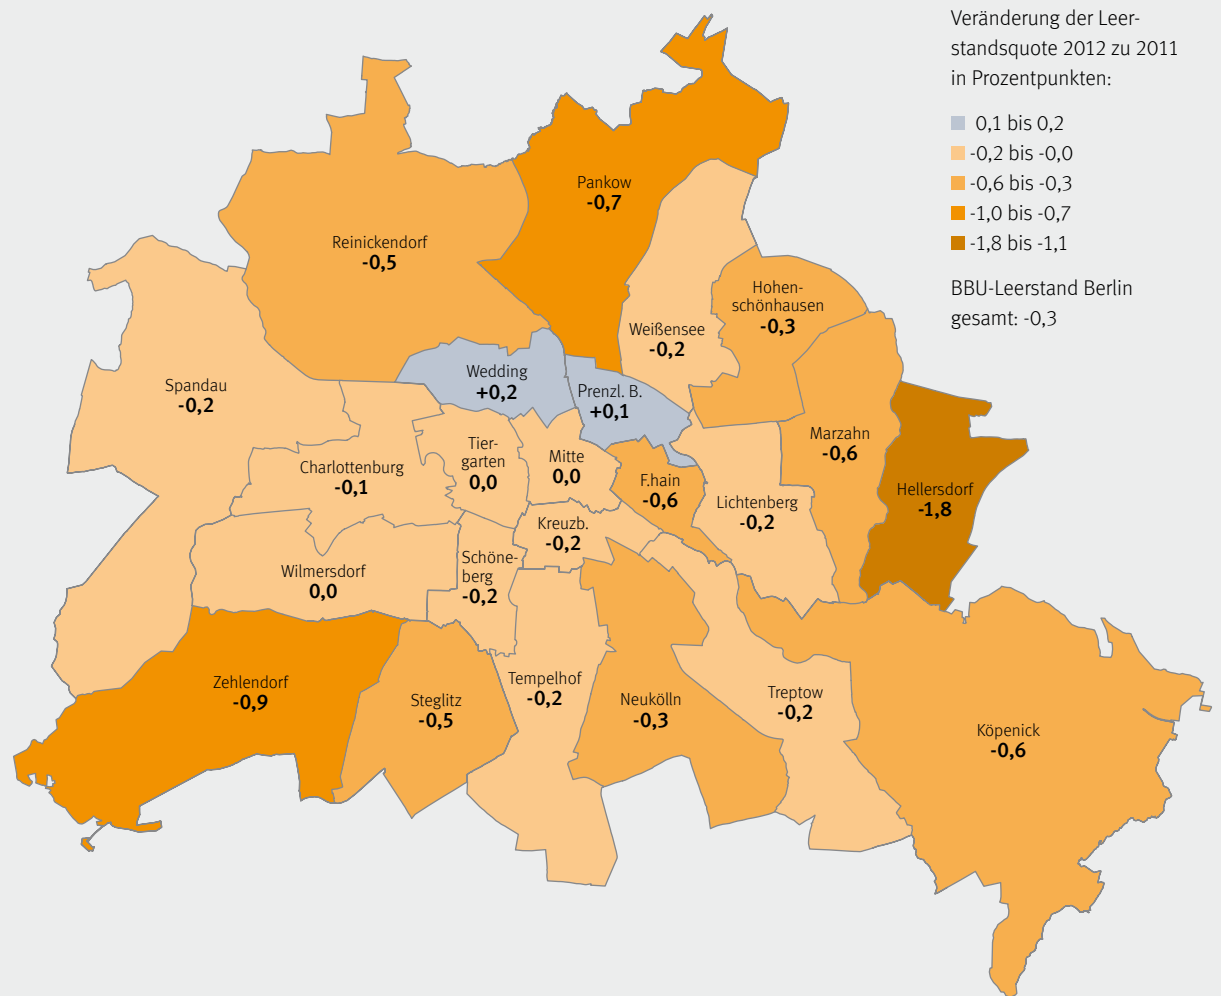 Veränderung der Leer-
standsquote 2012 zu 2011
in Prozentpunkten:
0,1 bis 0,2
-0,2 bis -0,0
-0,6 bis -0,3
-1,0 bis -0,7
-1,8 bis -1,1
BBU-Leerstand Berlin
gesamt: -0,3
Pankow
-0,7
Reinickendorf
-0,5
Hohen-
schönhausen
-0,3
Weißensee
-0,2
Wedding
+0,2
Prenzl. B.
+0,1
Spandau
-0,2
Marzahn
-0,6
Tier-
garten
0,0
Mitte
0,0
Charlottenburg
-0,1
F.hain
-0,6
Hellersdorf
-1,8
Lichtenberg
-0,2
Kreuzb.
-0,2
Schöne-
berg
-0,2
Wilmersdorf
0,0
Zehlendorf
-0,9
Steglitz
-0,5
Tempelhof
-0,2
Neukölln
-0,3
Treptow
-0,2
Köpenick
-0,6